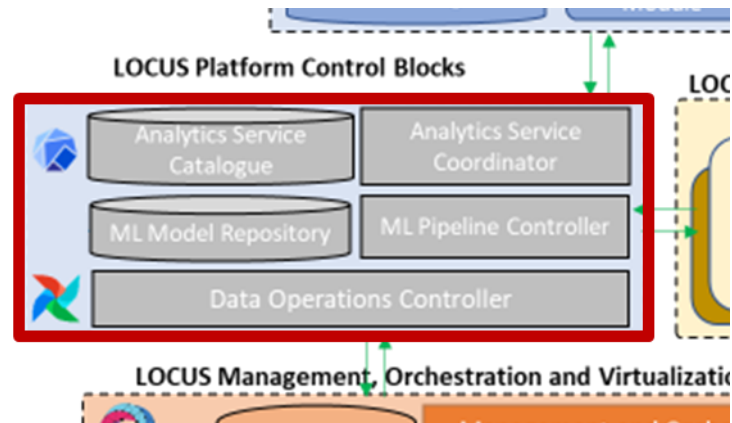 LOCUS Platform Control Blocks
LOC
Analytics Service
Catalogue
Analytics Service
Coordinator
ML Model Repository
ML Pipeline Controller
Data Operations Controller
LOCUS Management, Orchestration and Virtualizatio